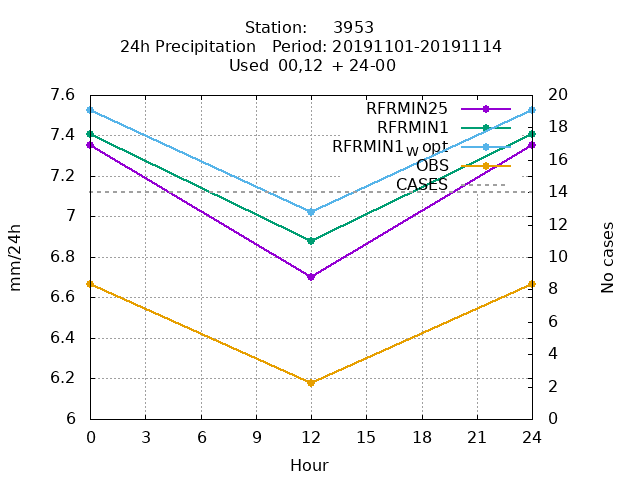 Station: 3953
24h Precipitation Period: 20191101-20191114
Used 00,12 + 24-00
7.6
7.4
7.2
7
6.8
6.6
6.4
6.2
6
mm/24h
RFRMIN25
RFRMIN1
RFRMIN1w opt
OBS
CASES
20
18
16
14
12
10
8
6
4
2
0
No cases
0 3 6 9 12 15 18 21 24
Hour